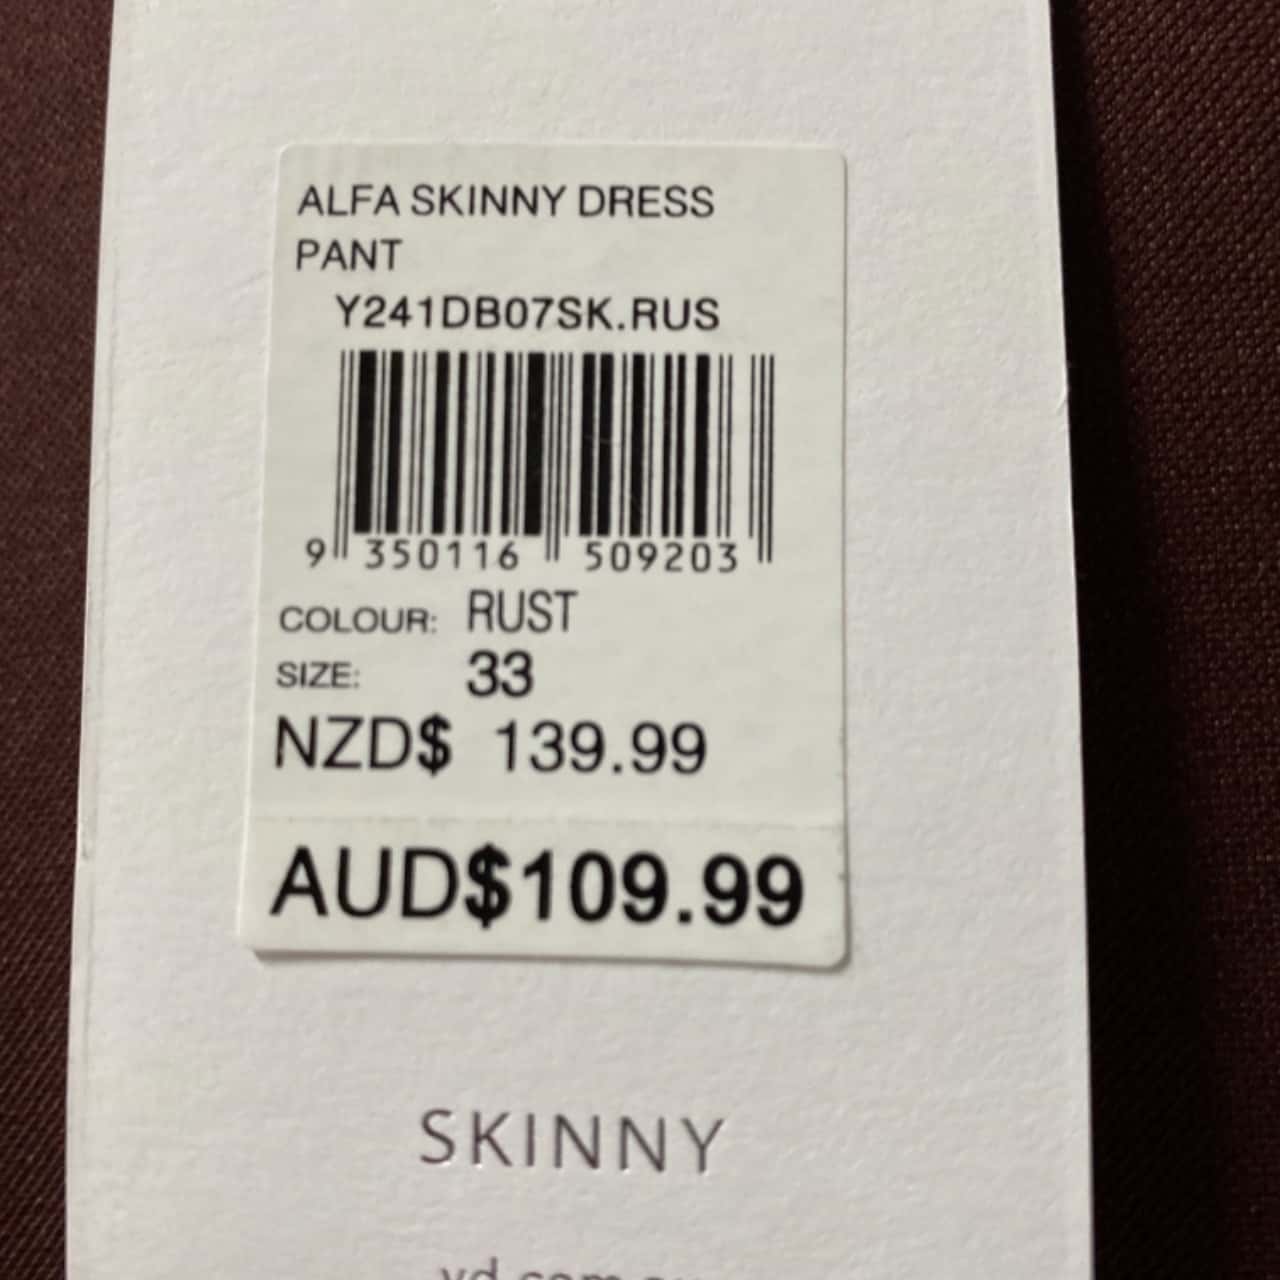 ALFA SKINNY DRESS
PANT
Y241DB07SK.RUS
9 350116 509203
COLOUR: RUST
SIZE: 33
NZD$ 139.99
AUD$109.99
SKINNY